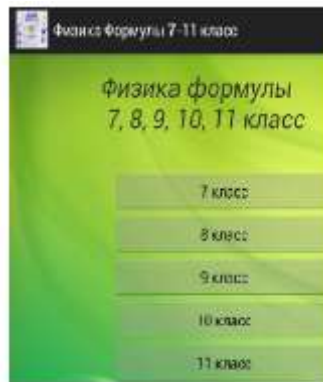 Физика Формулы 7-11 класс
Физика формулы
7, 8, 9, 10, 11 класс
7 класс
8 класс
9 класс
10 класс
11 класс